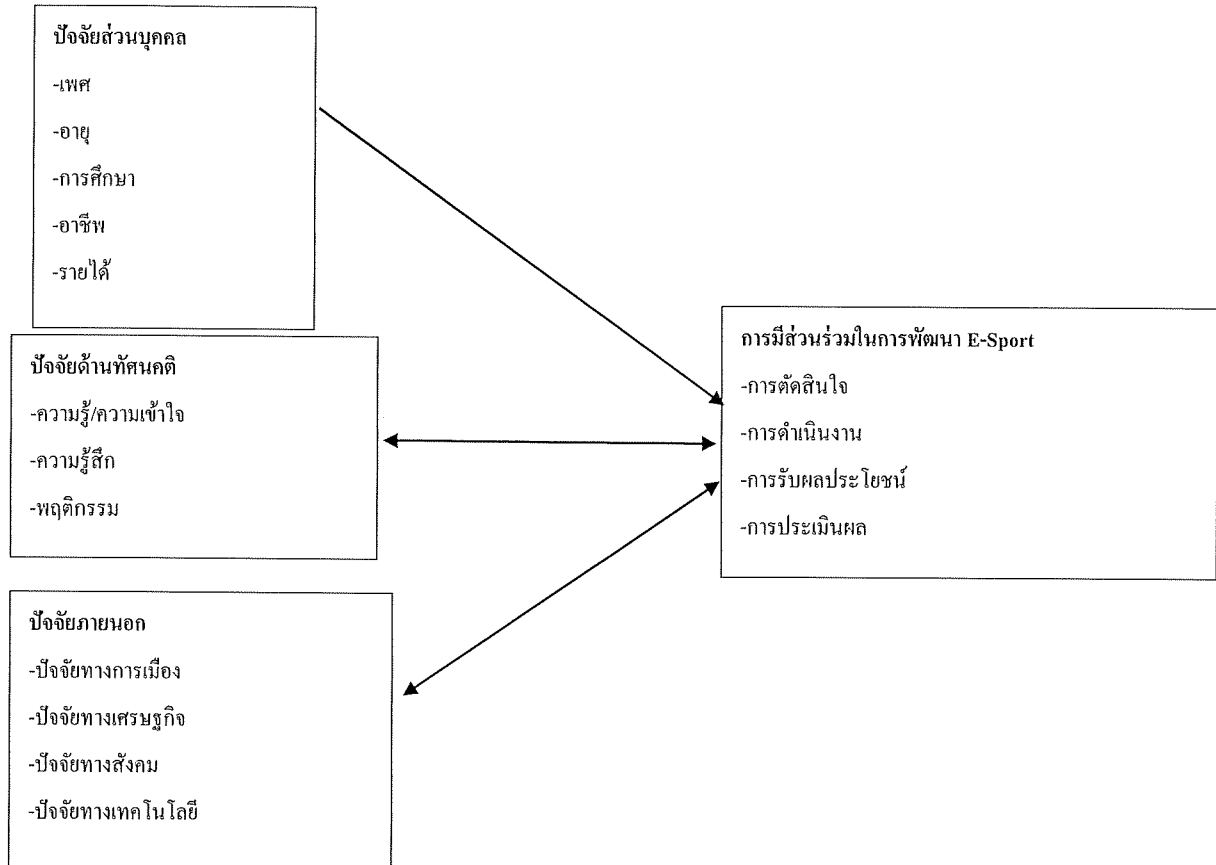 ปัจจัยส่วนบุคคล
-เพศ
-อายุ
-การศึกษา
-อาชีพ
-รายได้
ปัจจัยด้านทัศนคติ
-ความรู้/ความเข้าใจ
-ความรู้สึก
-พฤติกรรม
ปัจจัยภายนอก
-ปัจจัยทางการเมือง
-ปัจจัยทางเศรษฐกิจ
-ปัจจัยทางสังคม
-ปัจจัยทางเทคโนโลยี
การมีส่วนร่วมในการพัฒนา E-Sport
-การตัดสินใจ
-การดำเนินงาน
-การรับผลประโยชน์
-การประเมินผล